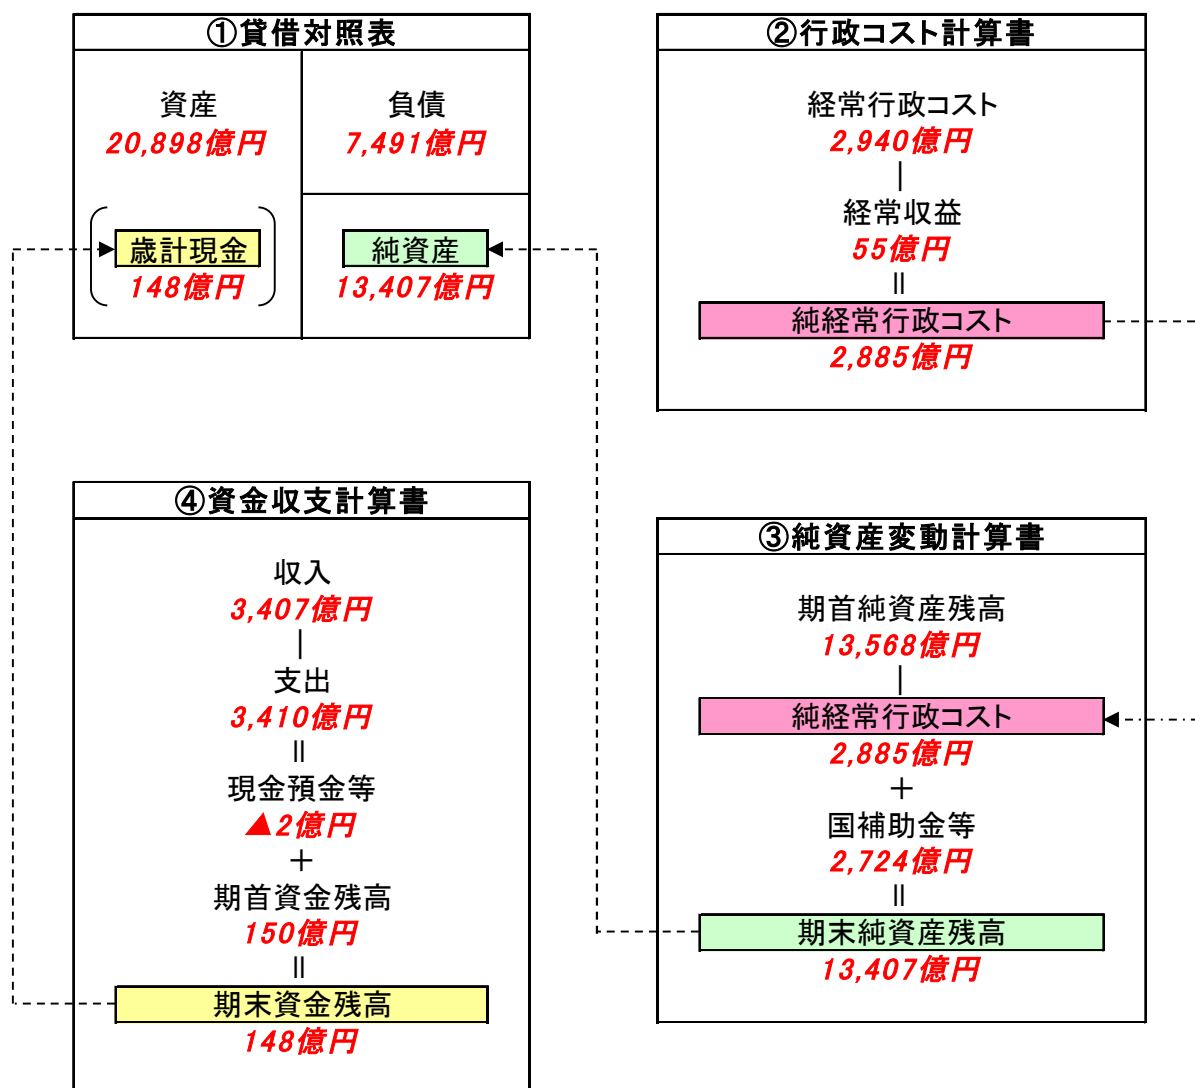 ①貸借対照表
資産
20,898億円
負債
7,491億円
歳計現金
148億円
純資産
13,407億円
②行政コスト計算書
経常行政コスト
2,940億円
|
経常収益
55億円
||
純経常行政コスト
2,885億円
④資金収支計算書
収入
3,407億円
|
支出
3,410億円
||
現金預金等
▲2億円
+
期首資金残高
150億円
||
期末資金残高
148億円
③純資産変動計算書
期首純資産残高
13,568億円
|
純経常行政コスト
2,885億円
+
国補助金等
2,724億円
||
期末純資産残高
13,407億円